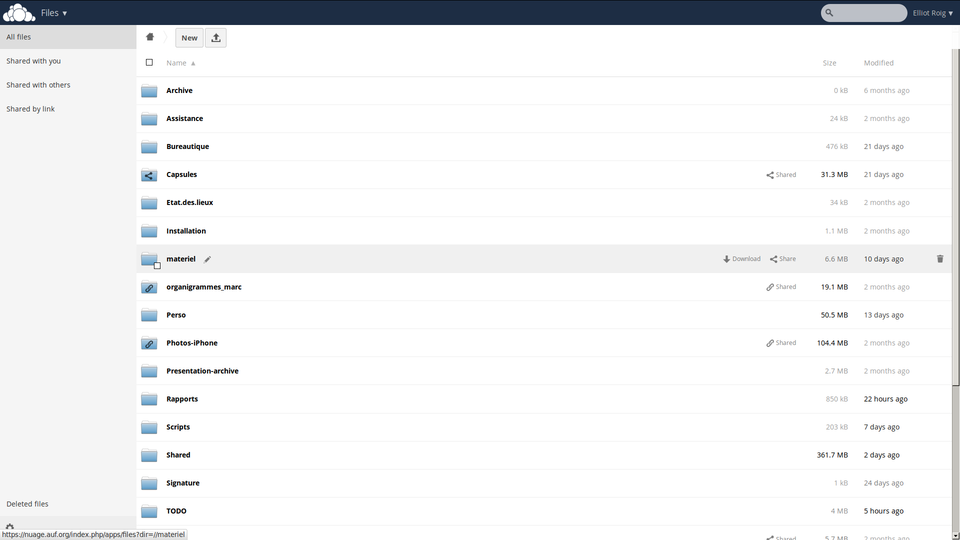 Files ▾ Elliot Roig ▾
All files
Shared with you
Shared with others
Shared by link
Deleted files
New
Name ▲ Size Modified
Archive 0 kB 6 months ago
Assistance 24 kB 2 months ago
Bureautique 476 kB 21 days ago
Capsules Shared 31.3 MB 21 days ago
Etat.des.lieux 34 kB 2 months ago
Installation 1.1 MB 2 months ago
materiel Download Share 6.6 MB 10 days ago
organigrammes_marc Shared 19.1 MB 2 months ago
Perso 50.5 MB 13 days ago
Photos-iPhone Shared 104.4 MB 2 months ago
Presentation-archive 2.7 MB 2 months ago
Rapports 850 kB 22 hours ago
Scripts 203 kB 7 days ago
Shared 361.7 MB 2 days ago
Signature 1 kB 24 days ago
TODO 4 MB 5 hours ago
Shared 5.7 MB 2 months ago
https://nuage.auf.org/index.php/apps/files?dir=//materiel